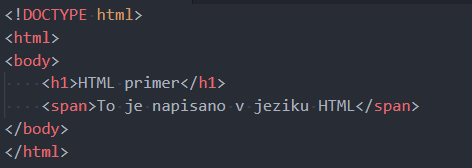 <!DOCTYPE html>
<html>
<body>
    <h1>HTML primer</h1>
    <span>To je napisano v jeziku HTML</span>
</body>
</html>